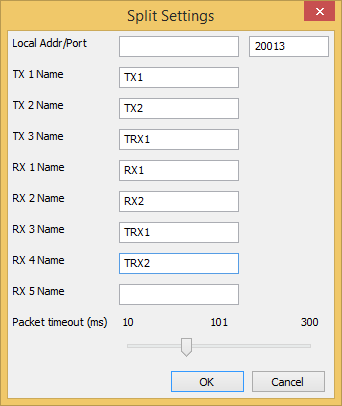 Split Settings
Local Addr/Port 20013
TX 1 Name TX1
TX 2 Name TX2
TX 3 Name TRX1
RX 1 Name RX1
RX 2 Name RX2
RX 3 Name TRX1
RX 4 Name TRX2
RX 5 Name
Packet timeout (ms) 10 101 300
OK Cancel